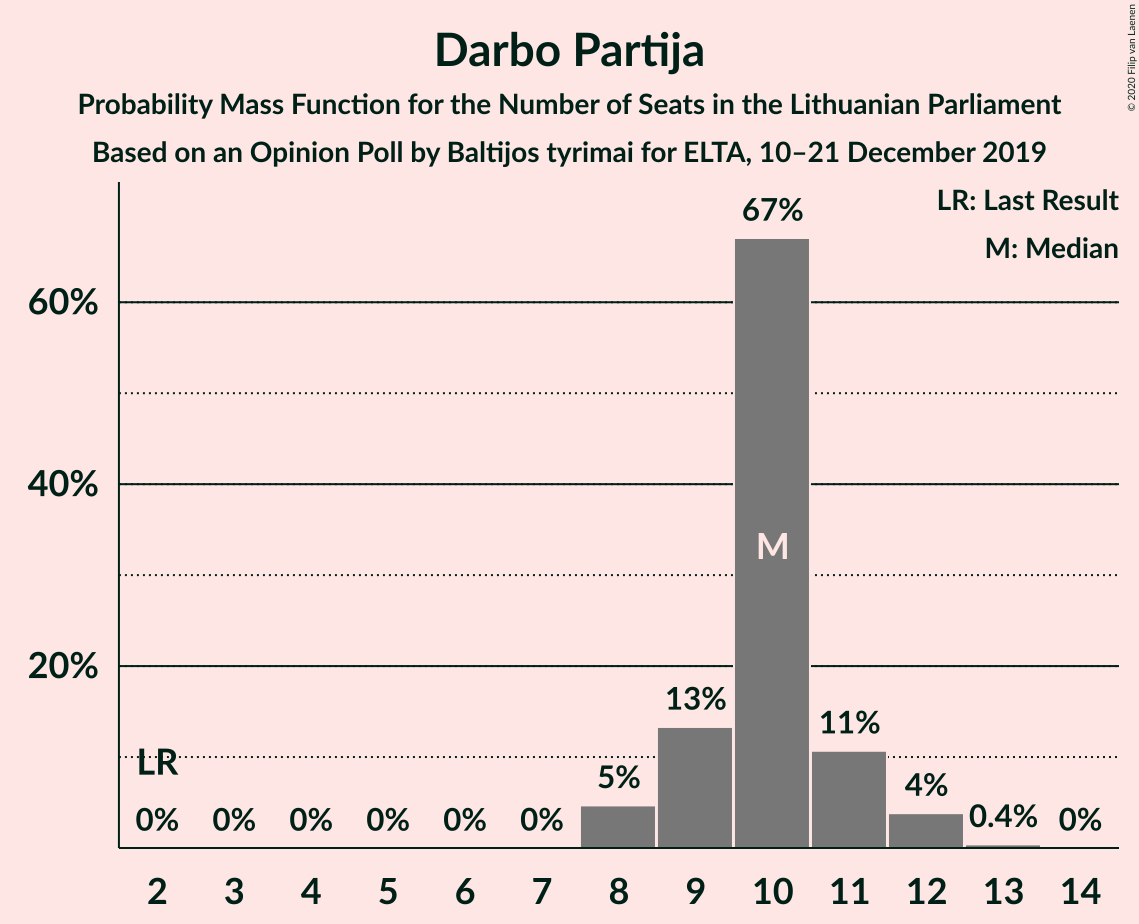 Darbo Partija
Probability Mass Function for the Number of Seats in the Lithuanian Parliament
Based on an Opinion Poll by Baltijos tyrimai for ELTA, 10–21 December 2019
© 2020 Filip van Laenen
LR: Last Result
M: Median
67%
60%
40%
M
20%
13%
11%
LR
5%
4%
0% 0% 0% 0% 0% 0% 0.4% 0%
2 3 4 5 6 7 8 9 10 11 12 13 14